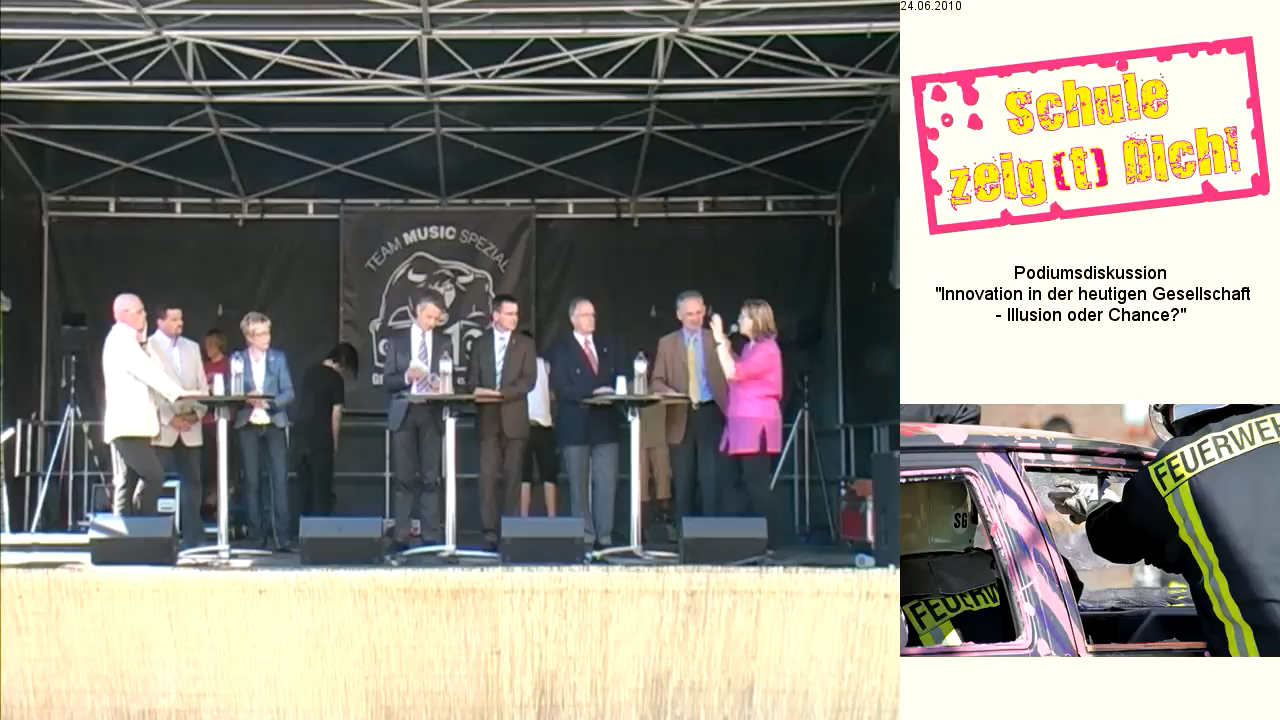 24.06.2010
Schule
zeig(t) Dich!
Podiumsdiskussion
"Innovation in der heutigen Gesellschaft
- Illusion oder Chance?"
TEAM MUSIC SPEZIAL
FEUERWEH
SG
FEUERW